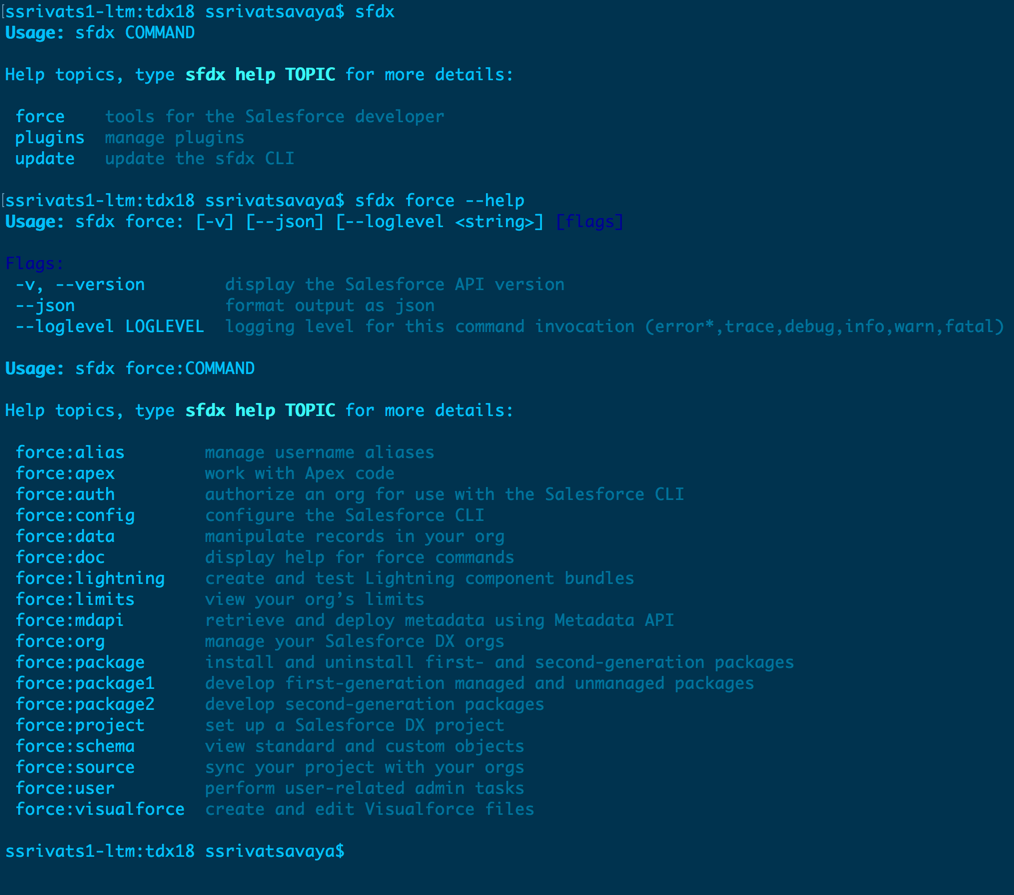 [ssrivats1-ltm:tdx18 ssrivatsavaya$ sfdx
Usage: sfdx COMMAND
Help topics, type sfdx help TOPIC for more details:
force    tools for the Salesforce developer
plugins  manage plugins
update   update the sfdx CLI
[ssrivats1-ltm:tdx18 ssrivatsavaya$ sfdx force --help
Usage: sfdx force: [-v] [--json] [--loglevel <string>] [flags]
Flags:
-v, --version        display the Salesforce API version
--json               format output as json
--loglevel LOGLEVEL  logging level for this command invocation (error*,trace,debug,info,warn,fatal)
Usage: sfdx force:COMMAND
Help topics, type sfdx help TOPIC for more details:
force:alias        manage username aliases
force:apex         work with Apex code
force:auth         authorize an org for use with the Salesforce CLI
force:config       configure the Salesforce CLI
force:data         manipulate records in your org
force:doc          display help for force commands
force:lightning    create and test Lightning component bundles
force:limits       view your org’s limits
force:mdapi        retrieve and deploy metadata using Metadata API
force:org          manage your Salesforce DX orgs
force:package      install and uninstall first- and second-generation packages
force:package1     develop first-generation managed and unmanaged packages
force:package2     develop second-generation packages
force:project      set up a Salesforce DX project
force:schema       view standard and custom objects
force:source       sync your project with your orgs
force:user         perform user-related admin tasks
force:visualforce  create and edit Visualforce files
ssrivats1-ltm:tdx18 ssrivatsavaya$